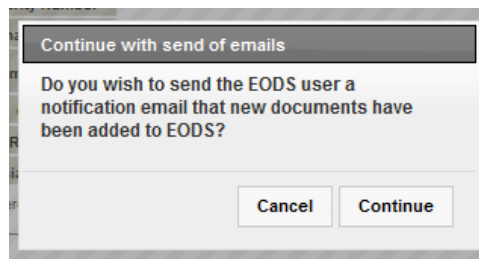 Continue with send of emails
Do you wish to send the EODS user a
notification email that new documents have
been added to EODS?
Cancel Continue